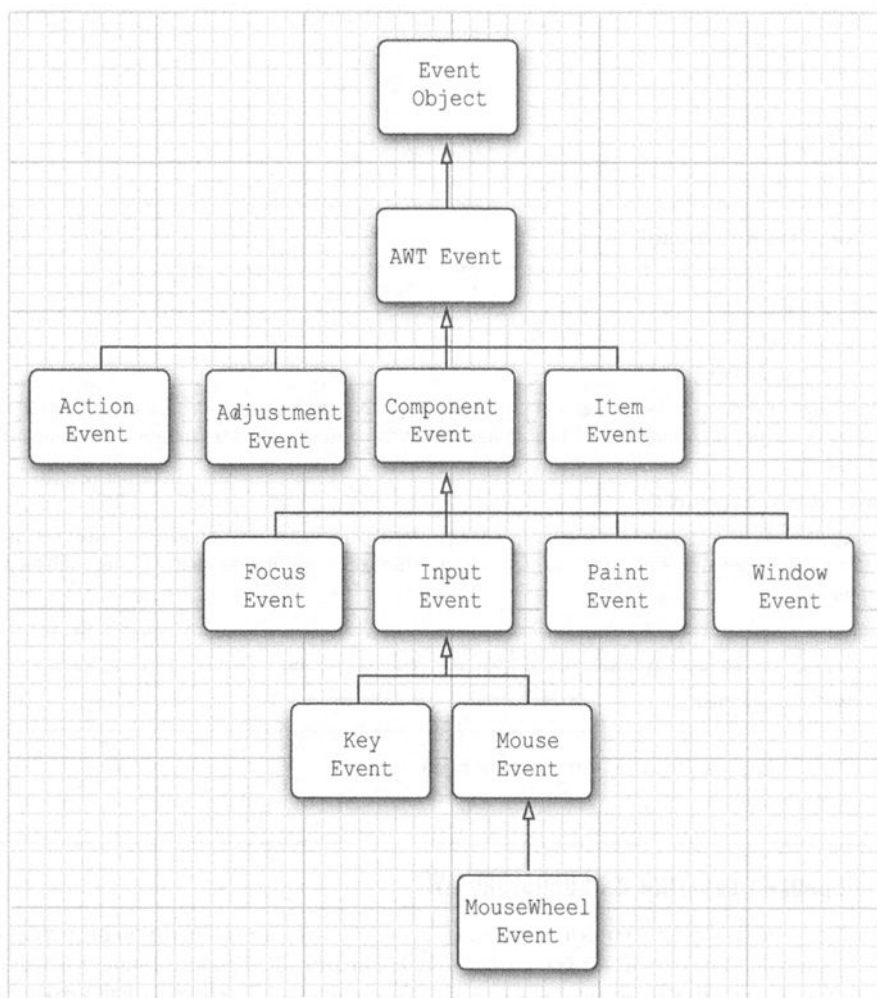 Event
Object
AWT Event
Action
Event
Adjustment
Event
Component
Event
Item
Event
Focus
Event
Input
Event
Paint
Event
Window
Event
Key
Event
Mouse
Event
MouseWheel
Event